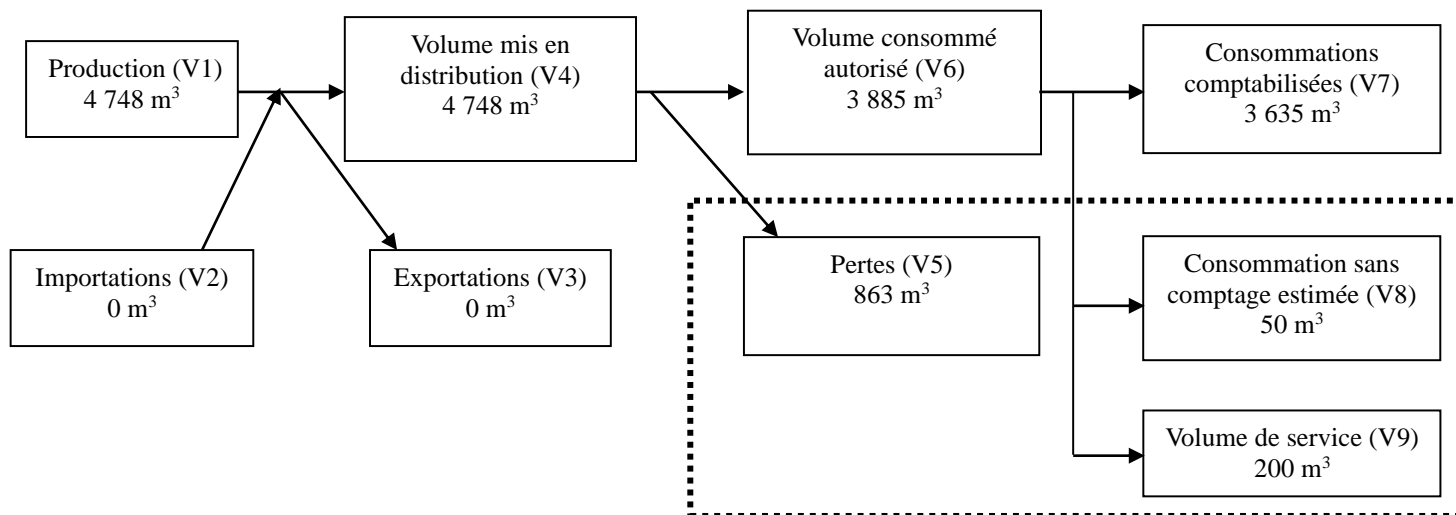 Production (V1)
4 748 m³
Volume mis en
distribution (V4)
4 748 m³
Volume consommé
autorisé (V6)
3 885 m³
Consommations
comptabilisées (V7)
3 635 m³
Importations (V2)
0 m³
Exportations (V3)
0 m³
Pertes (V5)
863 m³
Consommation sans
comptage estimée (V8)
50 m³
Volume de service (V9)
200 m³